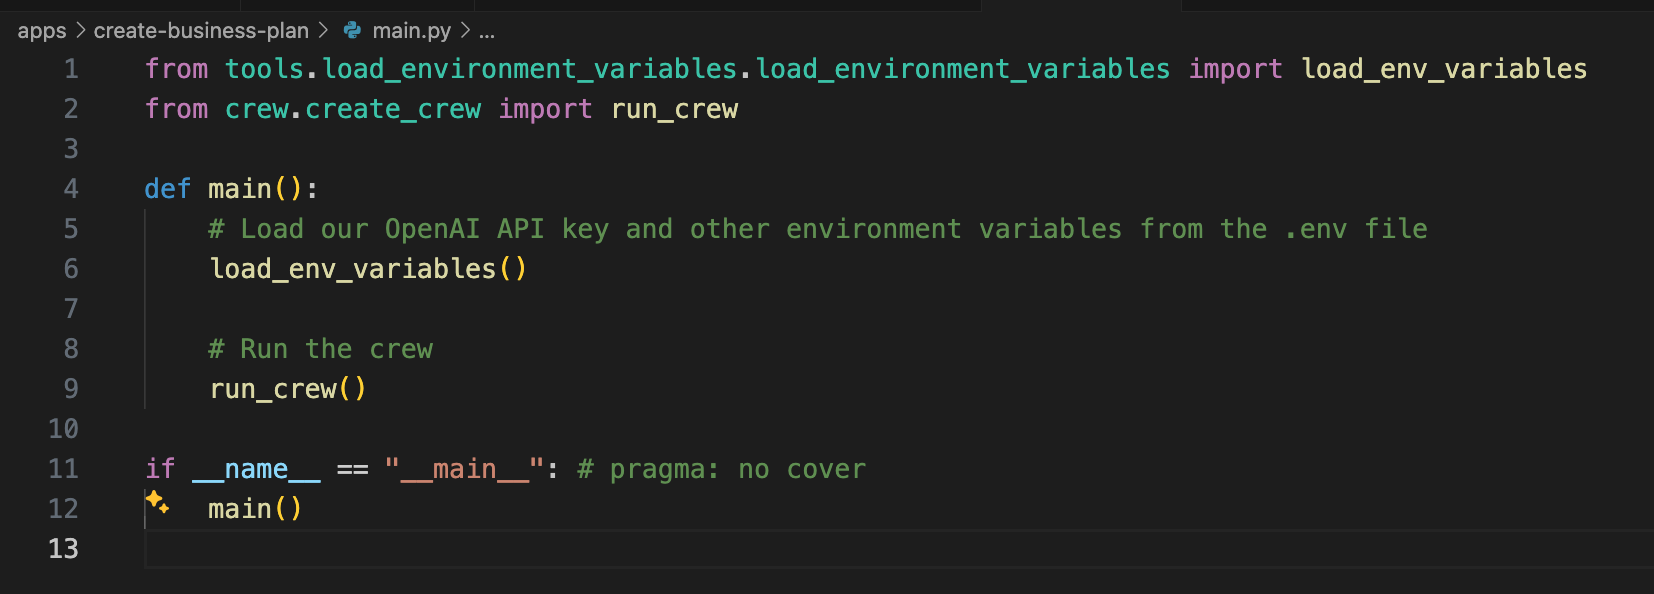 apps > create-business-plan > main.py > ...
1 from tools.load_environment_variables.load_environment_variables import load_env_variables
2 from crew.create_crew import run_crew
3
4 def main():
5     # Load our OpenAI API key and other environment variables from the .env file
6     load_env_variables()
7
8     # Run the crew
9     run_crew()
10
11 if __name__ == "__main__": # pragma: no cover
12     main()
13